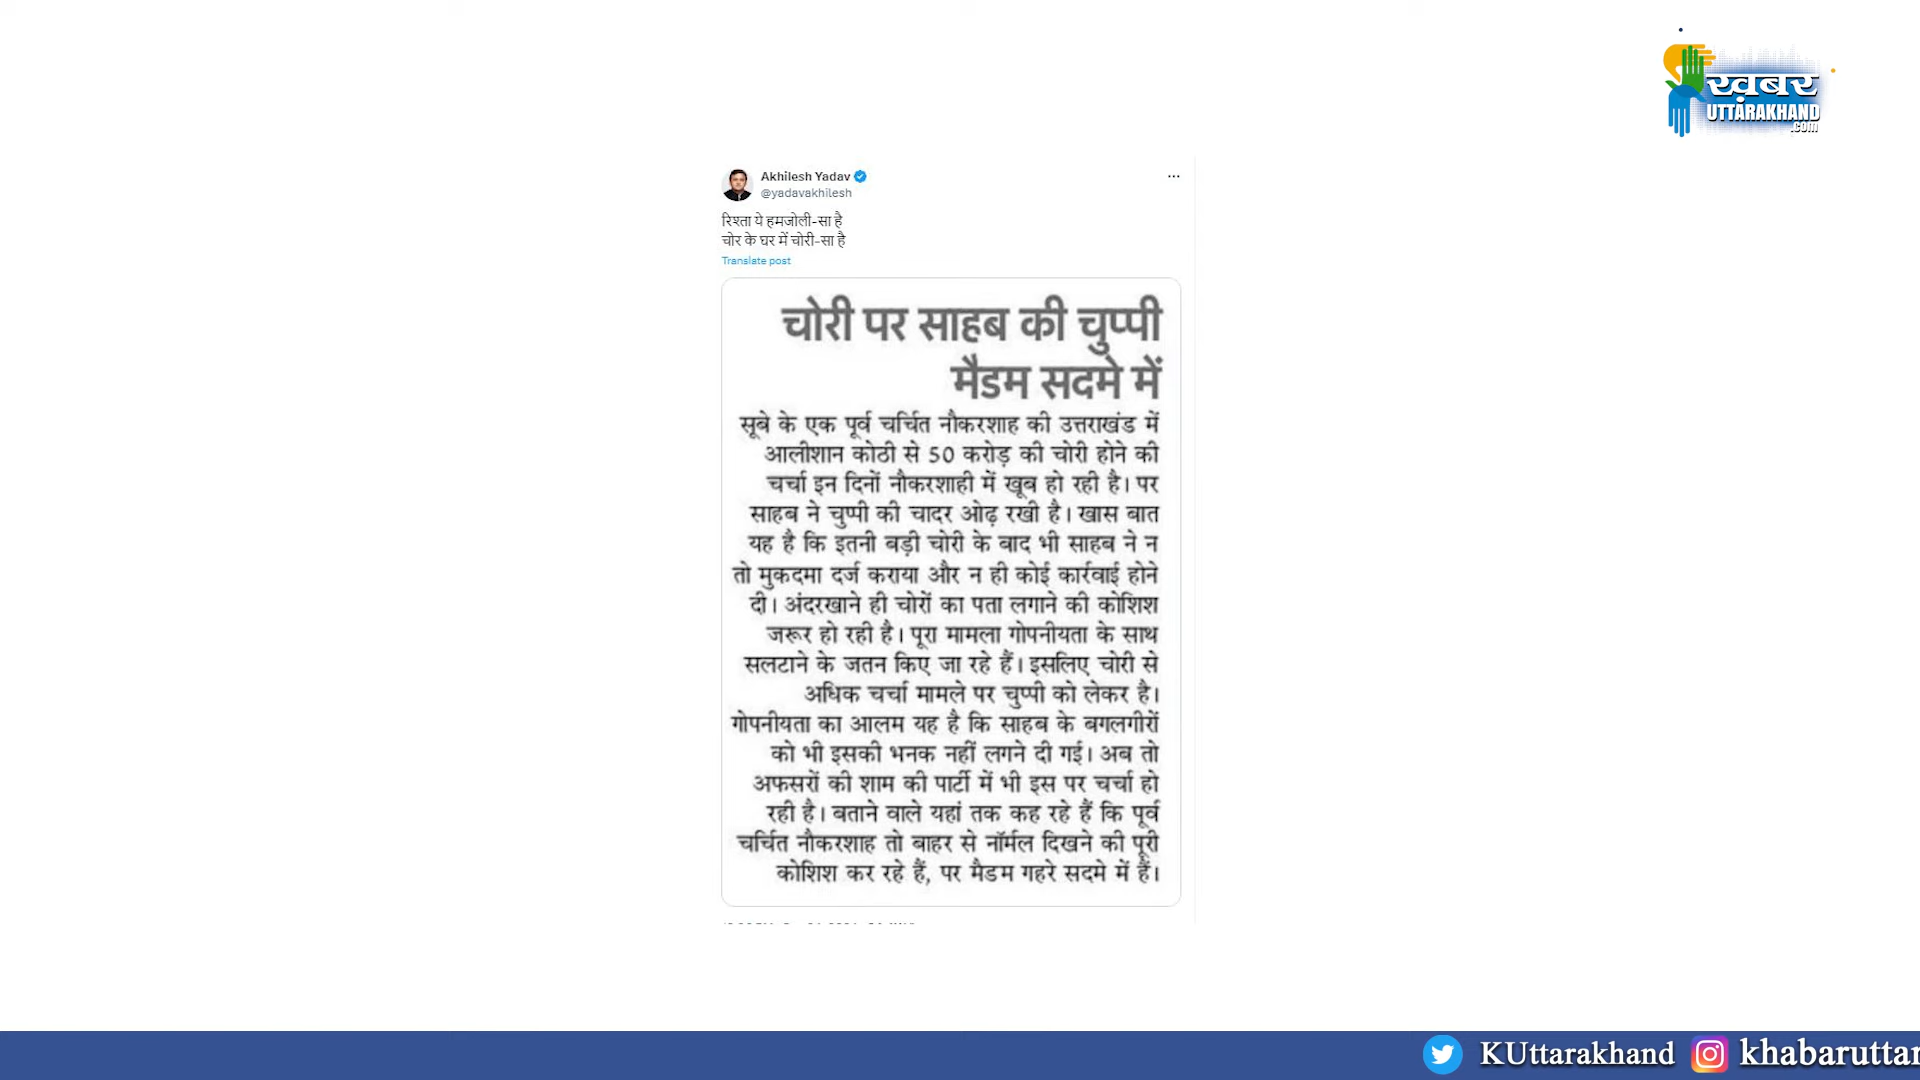 खबर
UTTARAKHAND
.com
Akhilesh Yadav
@yadavakhilesh
रिश्ता ये हमजोली-सा है
चोर के घर में चोरी-सा है
Translate post
चोरी पर साहब की चुप्पी
मैडम सदमे में
सूबे के एक पूर्व चर्चित नौकरशाह की उत्तराखंड में
आलीशान कोठी से 50 करोड़ की चोरी होने की
चर्चा इन दिनों नौकरशाही में खूब हो रही है। पर
साहब ने चुप्पी की चादर ओढ़ रखी है। खास बात
यह है कि इतनी बड़ी चोरी के बाद भी साहब ने न
तो मुकदमा दर्ज कराया और न ही कोई कार्रवाई होने
दी। अंदरखाने ही चोरों का पता लगाने की कोशिश
जरूर हो रही है। पूरा मामला गोपनीयता के साथ
सलटाने के जतन किए जा रहे हैं। इसलिए चोरी से
अधिक चर्चा मामले पर चुप्पी को लेकर है।
गोपनीयता का आलम यह है कि साहब के बगलगीरों
को भी इसकी भनक नहीं लगने दी गई। अब तो
अफसरों की शाम की पार्टी में भी इस पर चर्चा हो
रही है। बताने वाले यहां तक कह रहे हैं कि पूर्व
चर्चित नौकरशाह तो बाहर से नॉर्मल दिखने की पूरी
कोशिश कर रहे हैं, पर मैडम गहरे सदमे में हैं।
KUttarakhand khabaruttar